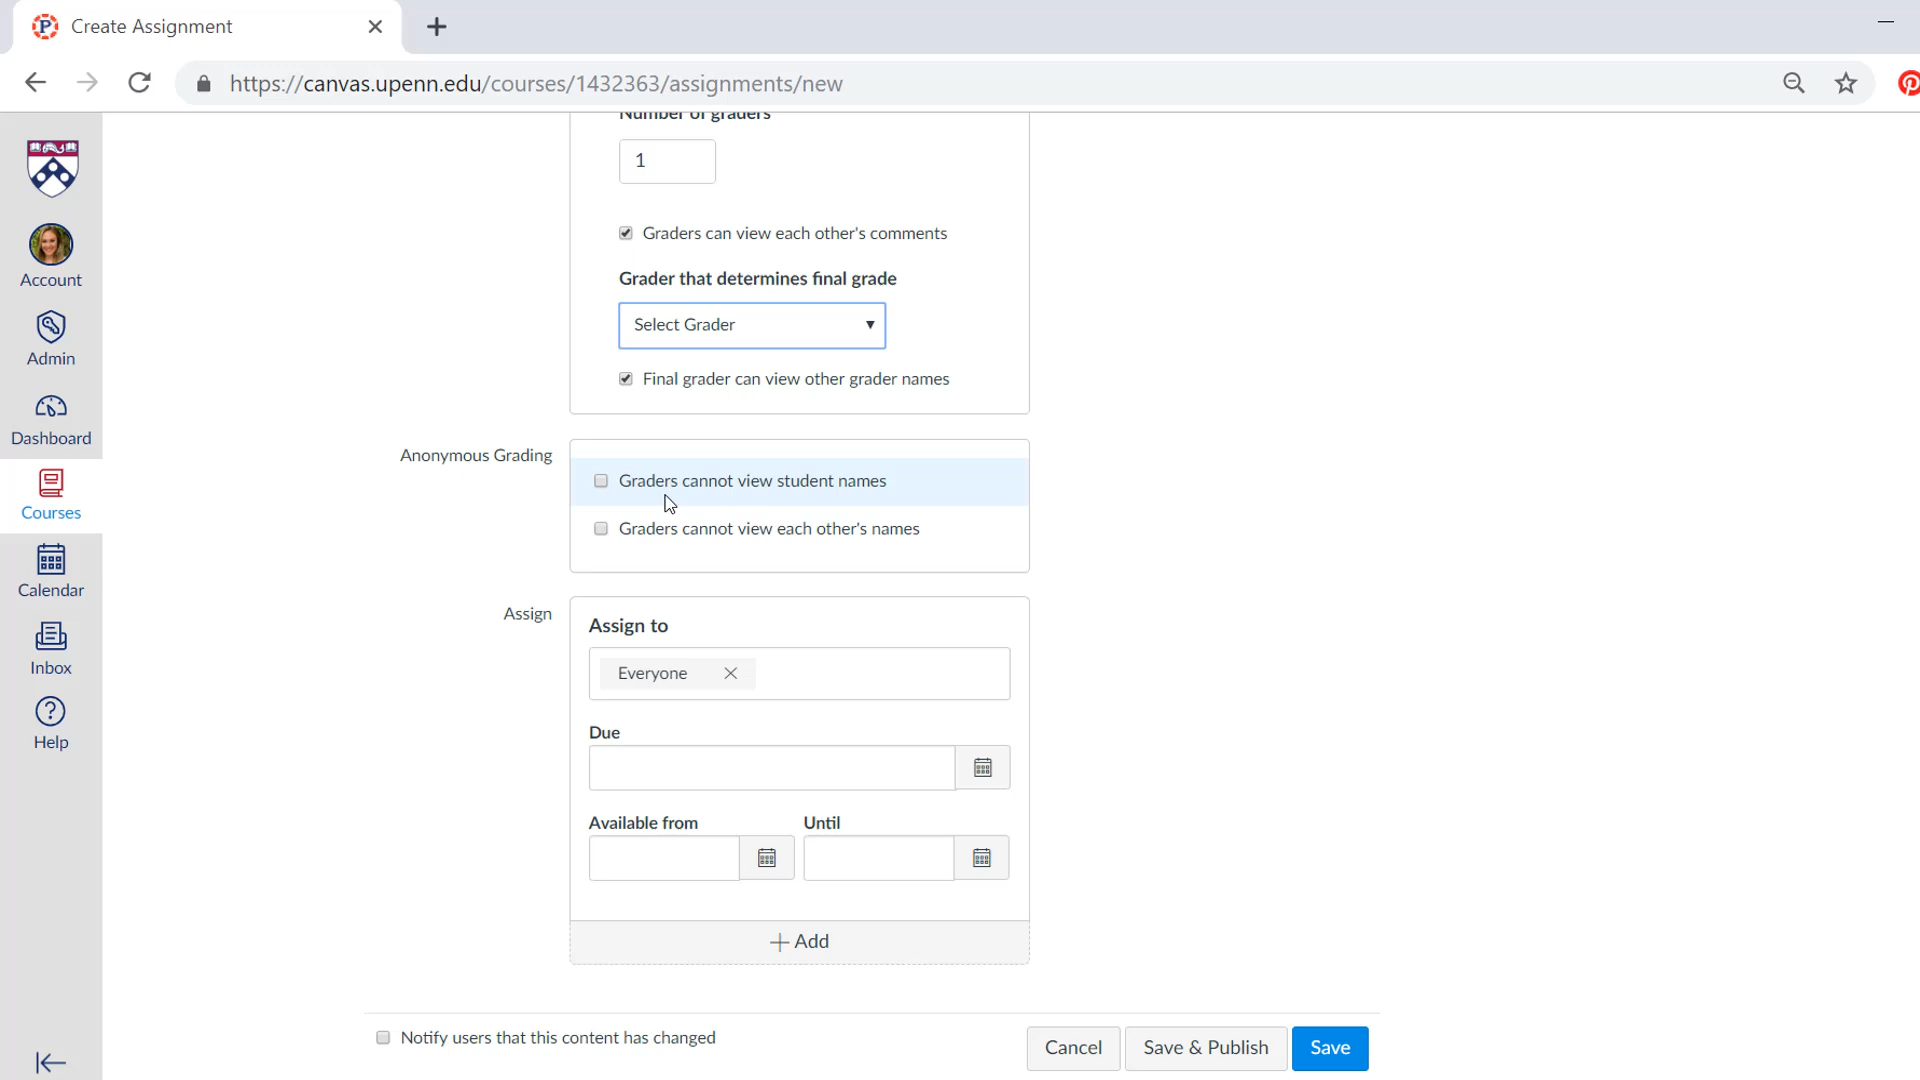 Create Assignment
https://canvas.upenn.edu/courses/1432363/assignments/new
Number of graders
1
Graders can view each other's comments
Grader that determines final grade
Select Grader
Final grader can view other grader names
Anonymous Grading
Graders cannot view student names
Graders cannot view each other's names
Assign
Assign to
Everyone
Due
Available from
Until
Add
Notify users that this content has changed
Cancel
Save & Publish
Save
Account
Admin
Dashboard
Courses
Calendar
Inbox
Help